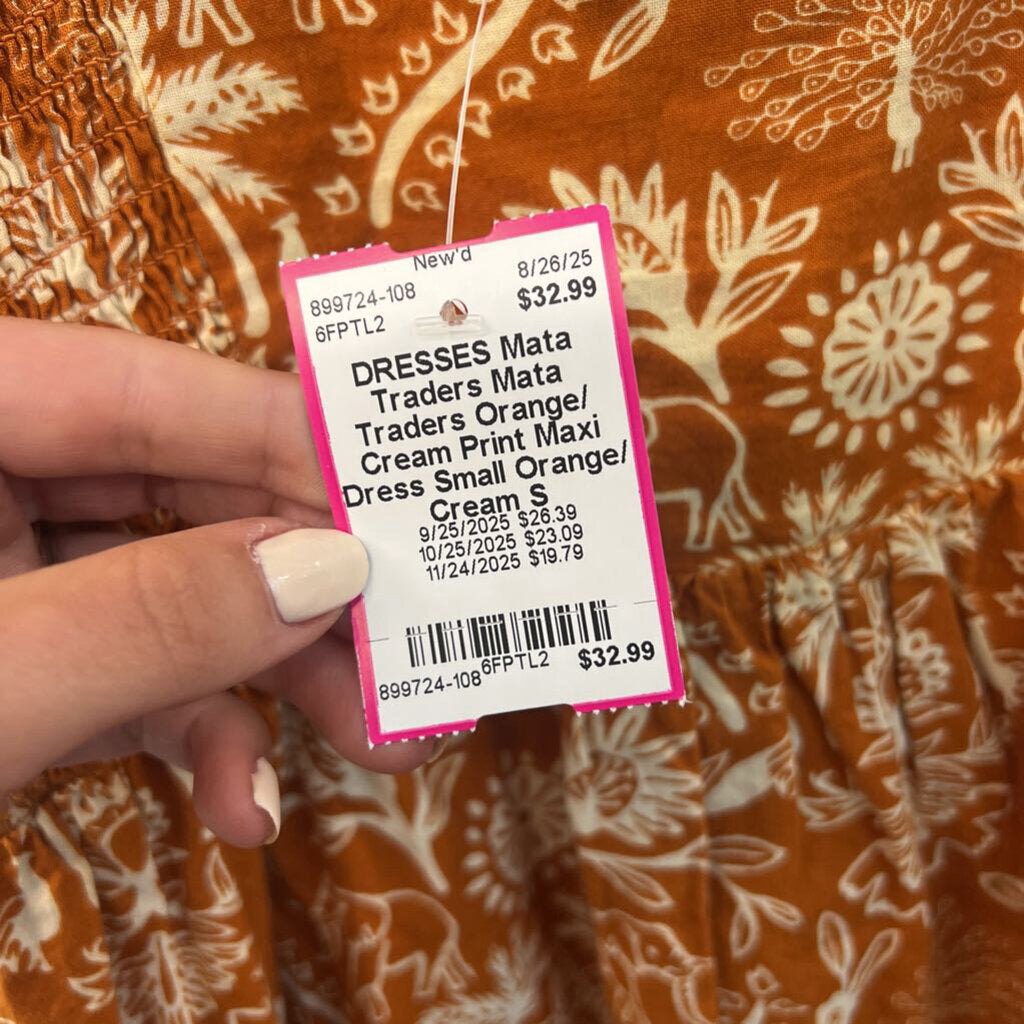 New'd
899724-108 8/26/25
6FPTL2 $32.99
DRESSES Mata
Traders Mata
Traders Orange/
Cream Print Maxi
Dress Small Orange/
Cream S
9/25/2025 $26.39
10/25/2025 $23.09
11/24/2025 $19.79
899724-108 6FPTL2 $32.99